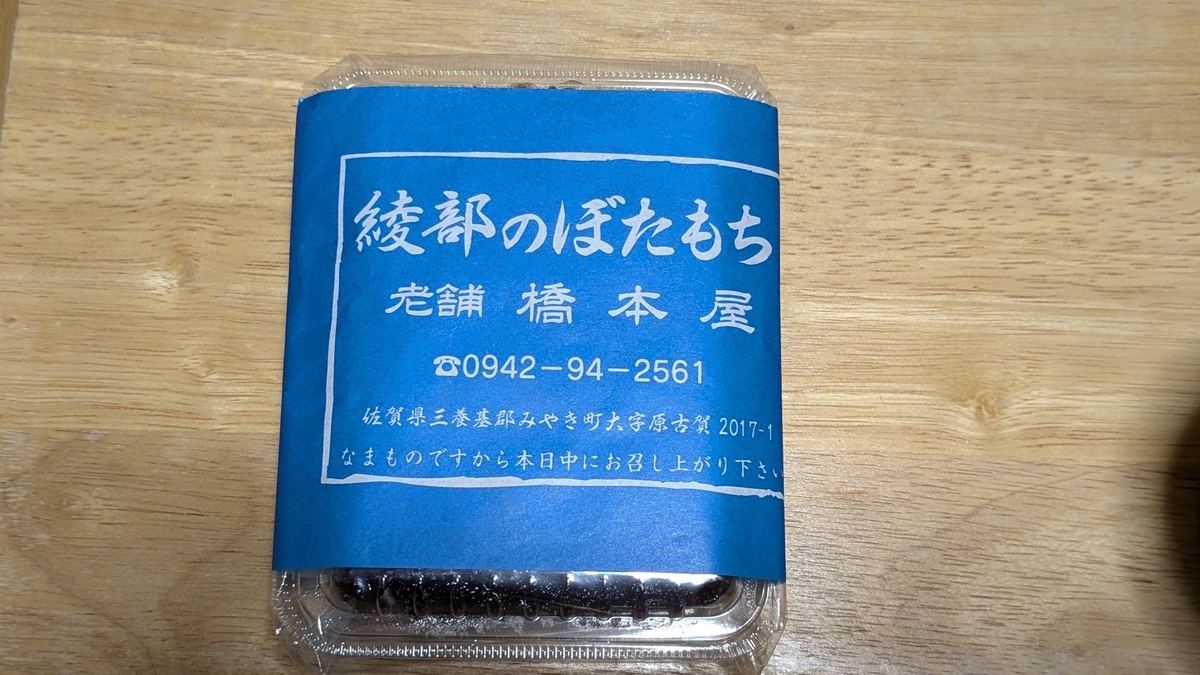 綾部のぼたもち
老舗 橋本屋
☎0942-94-2561
佐賀県三養基郡みやき町大字原古賀 2017-1
なまものですから本日中にお召し上がり下さい